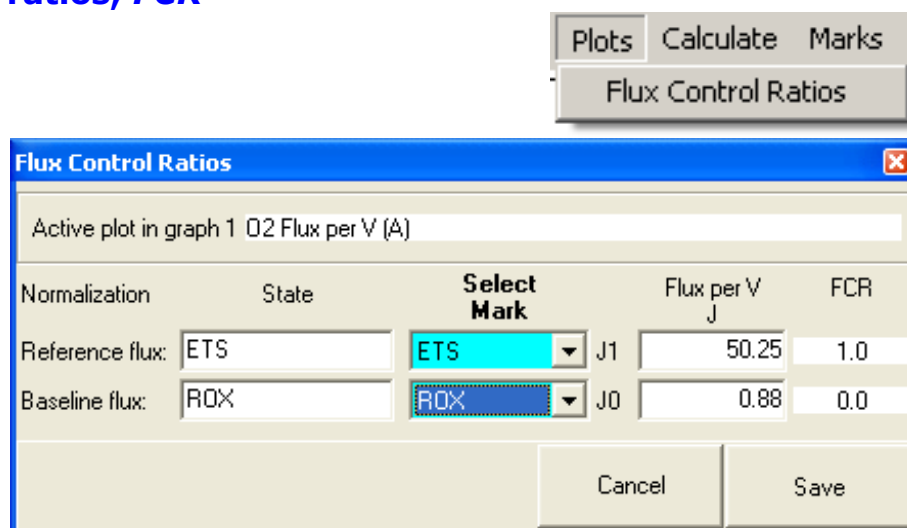 ratios, FCR
Plots Calculate Marks
Flux Control Ratios
Flux Control Ratios
Active plot in graph 1 O2 Flux per V (A)
Normalization State Select Mark Flux per V J FCR
Reference flux: ETS ETS J1 50.25 1.0
Baseline flux: ROX ROX J0 0.88 0.0
Cancel Save